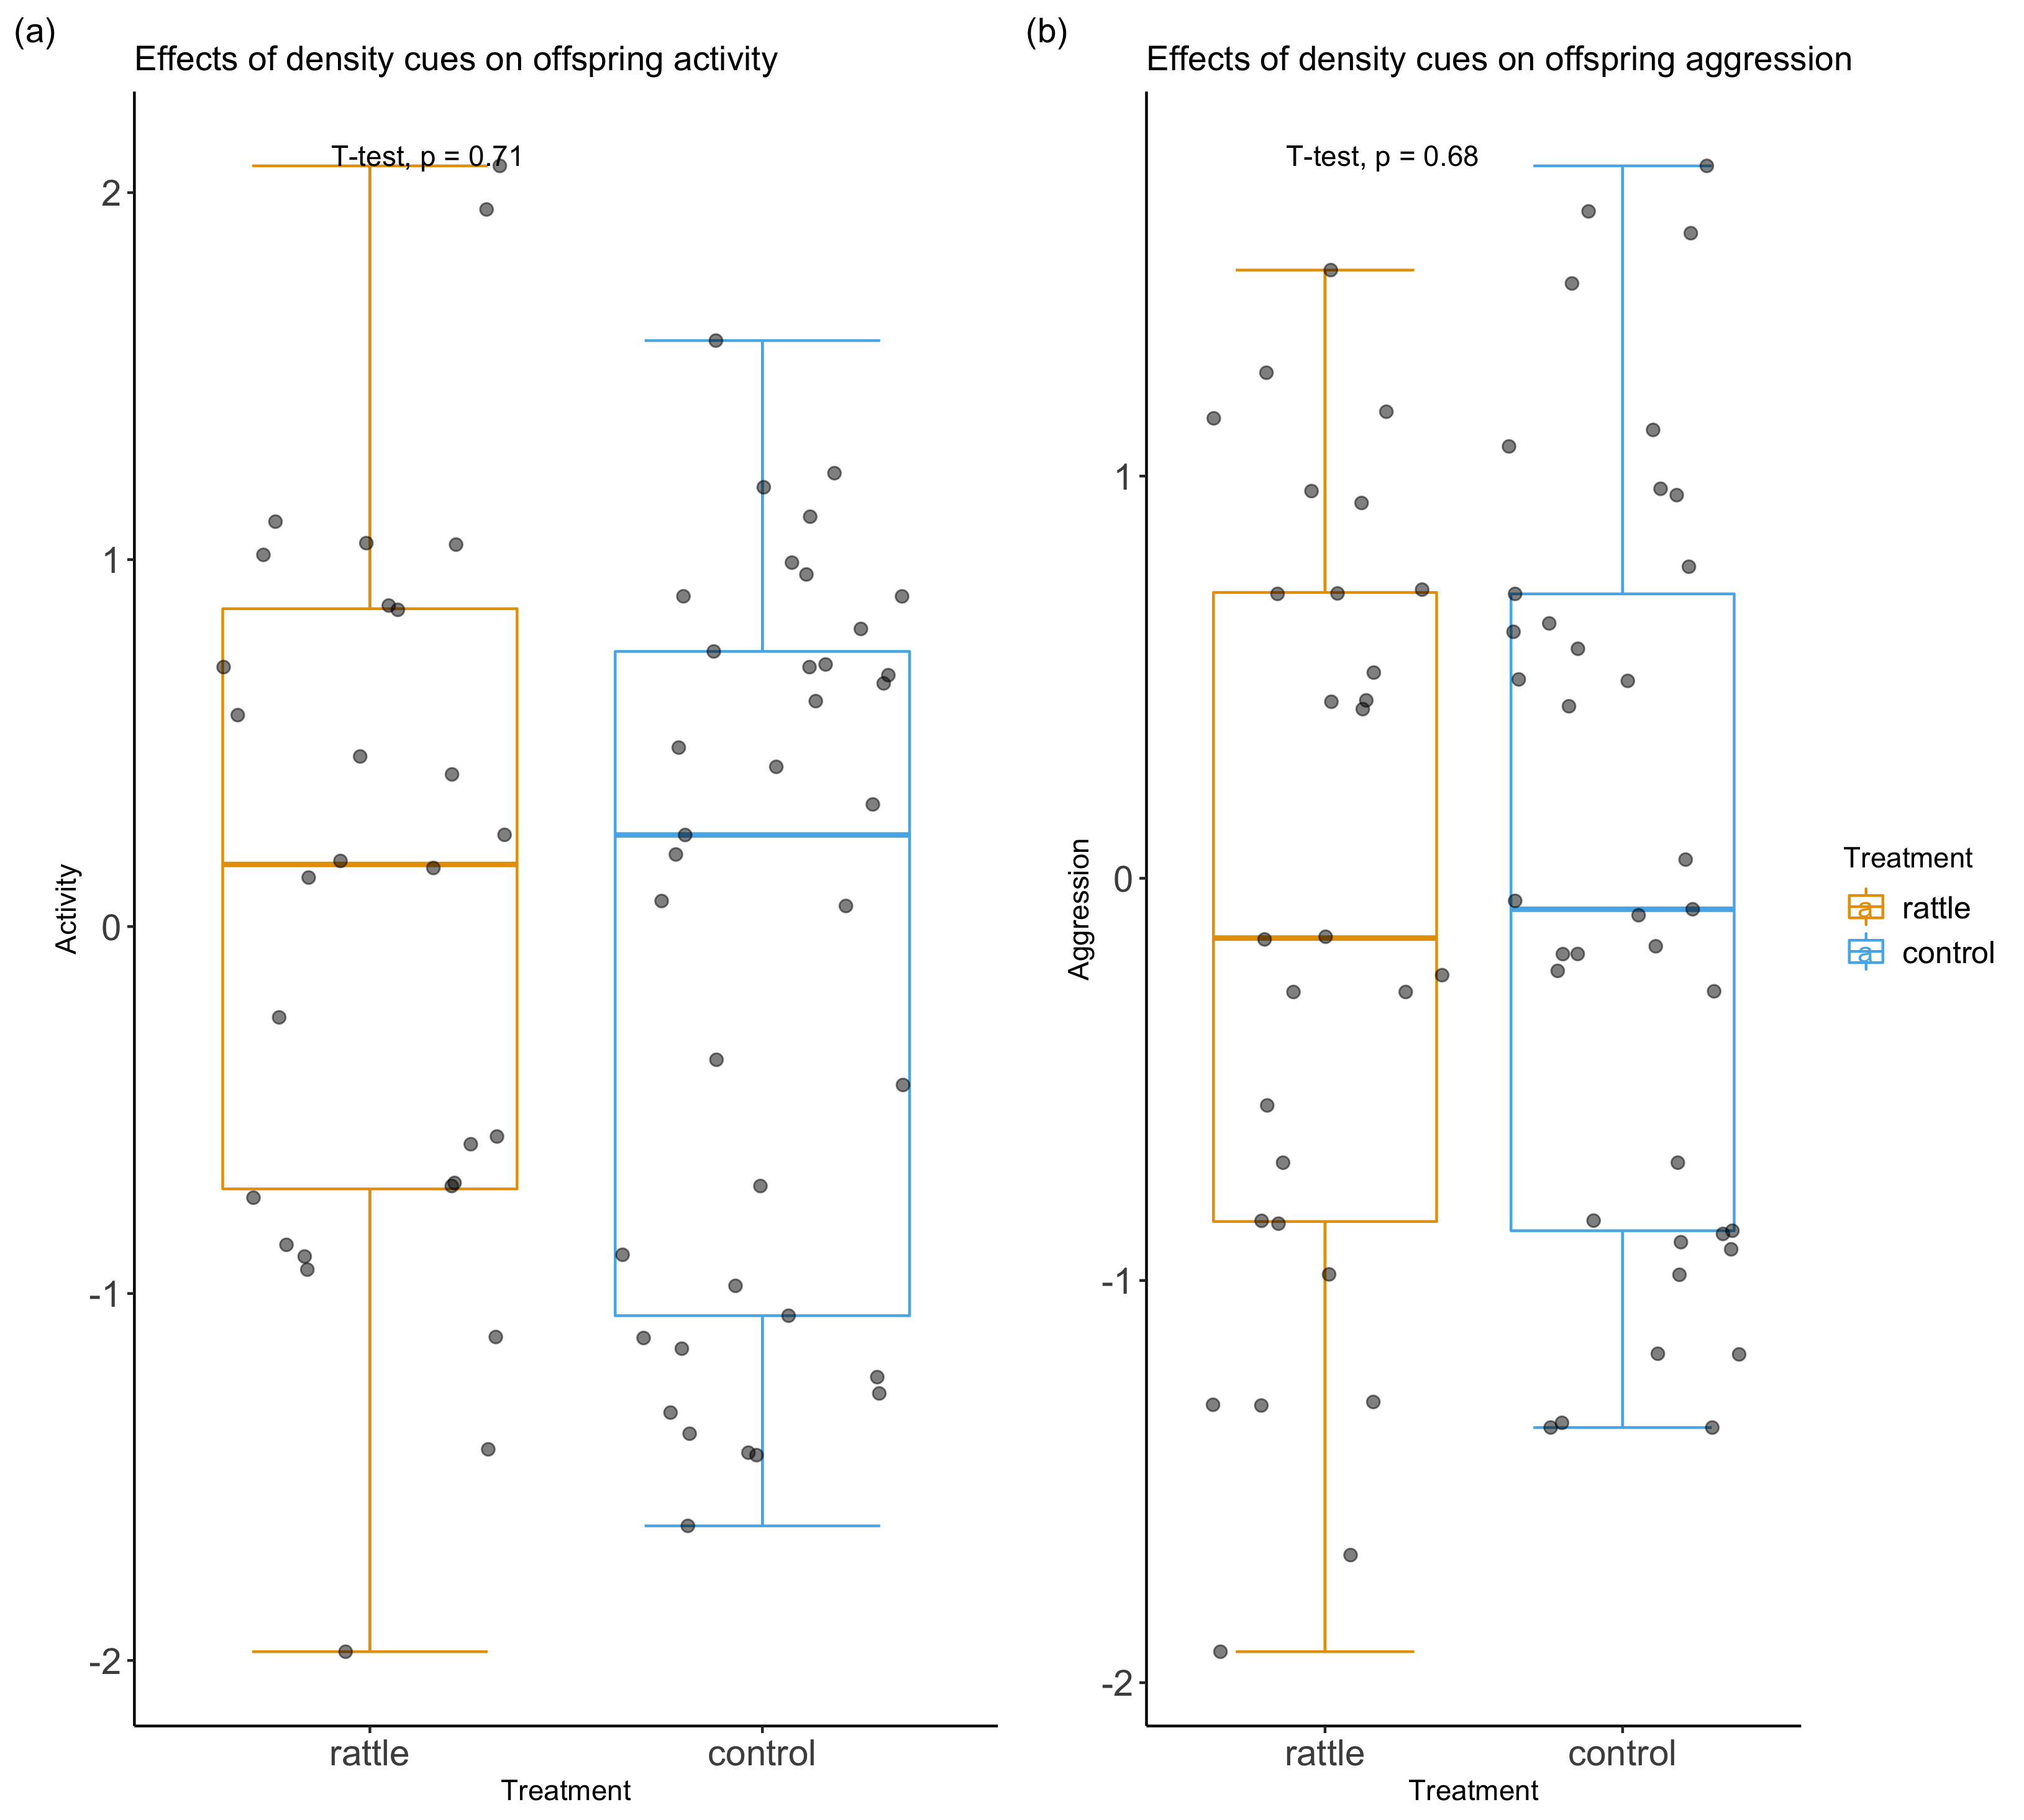 (a)
Effects of density cues on offspring activity
T-test, p = 0.71
2
1
0
-1
-2
Activity
rattle
control
Treatment
(b)
Effects of density cues on offspring aggression
T-test, p = 0.68
1
0
-1
-2
Aggression
rattle
control
Treatment
Treatment
a rattle
a control